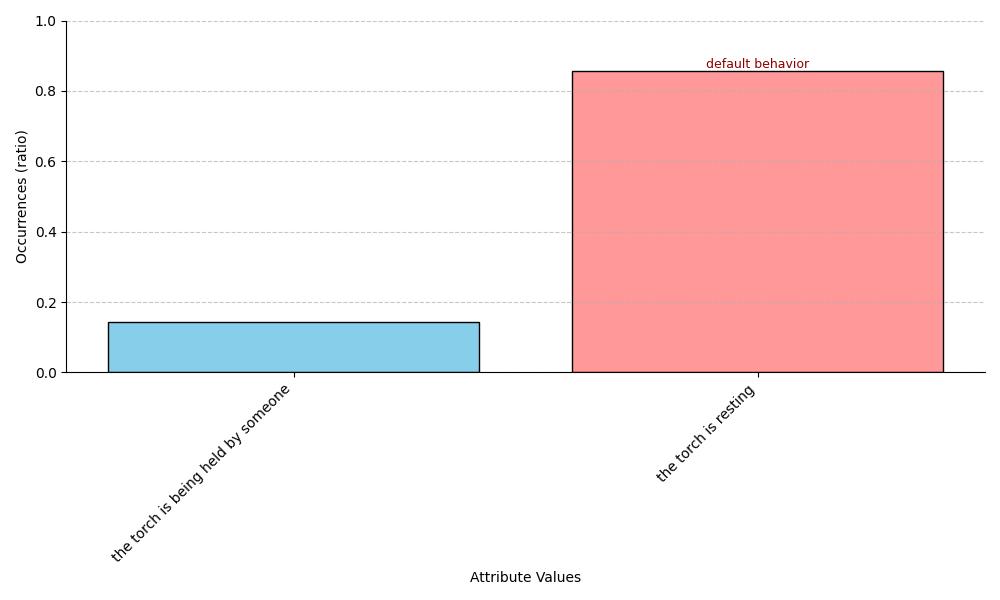 1.0
default behavior
0.8
0.6
0.4
0.2
0.0
Occurrences (ratio)
the torch is being held by someone
the torch is resting
Attribute Values